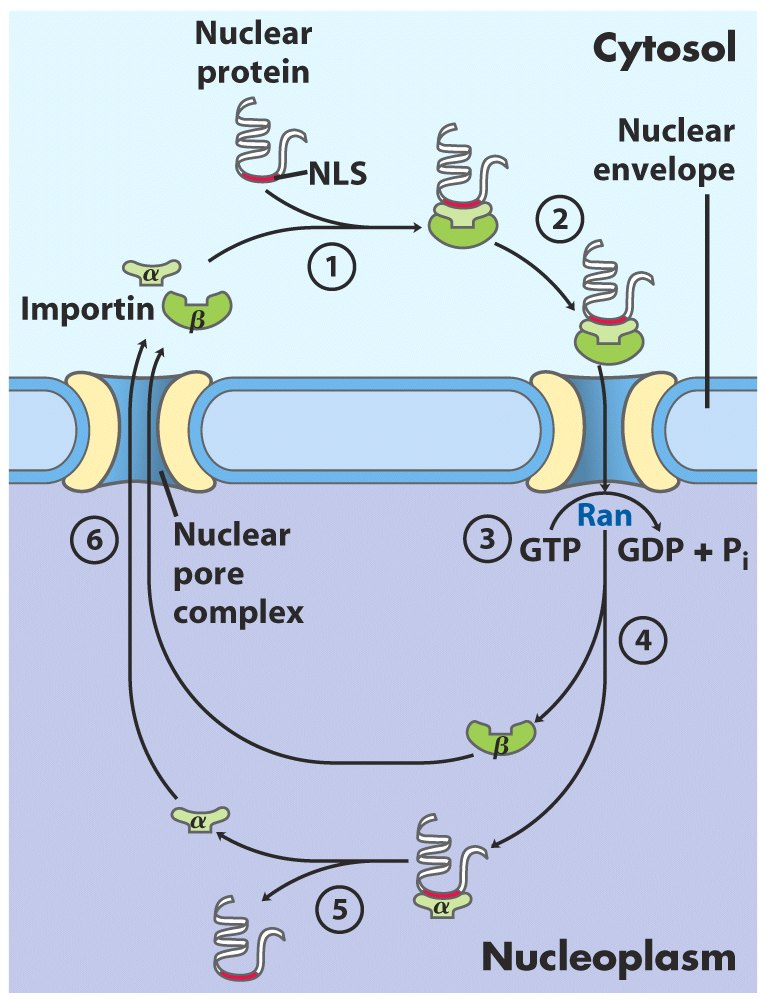 Nuclear
protein
Cytosol
Nuclear
envelope
NLS
2
1
α
Importin
β
Ran
3
GTP
GDP + Pi
6
Nuclear
pore
complex
4
β
α
α
5
Nucleoplasm